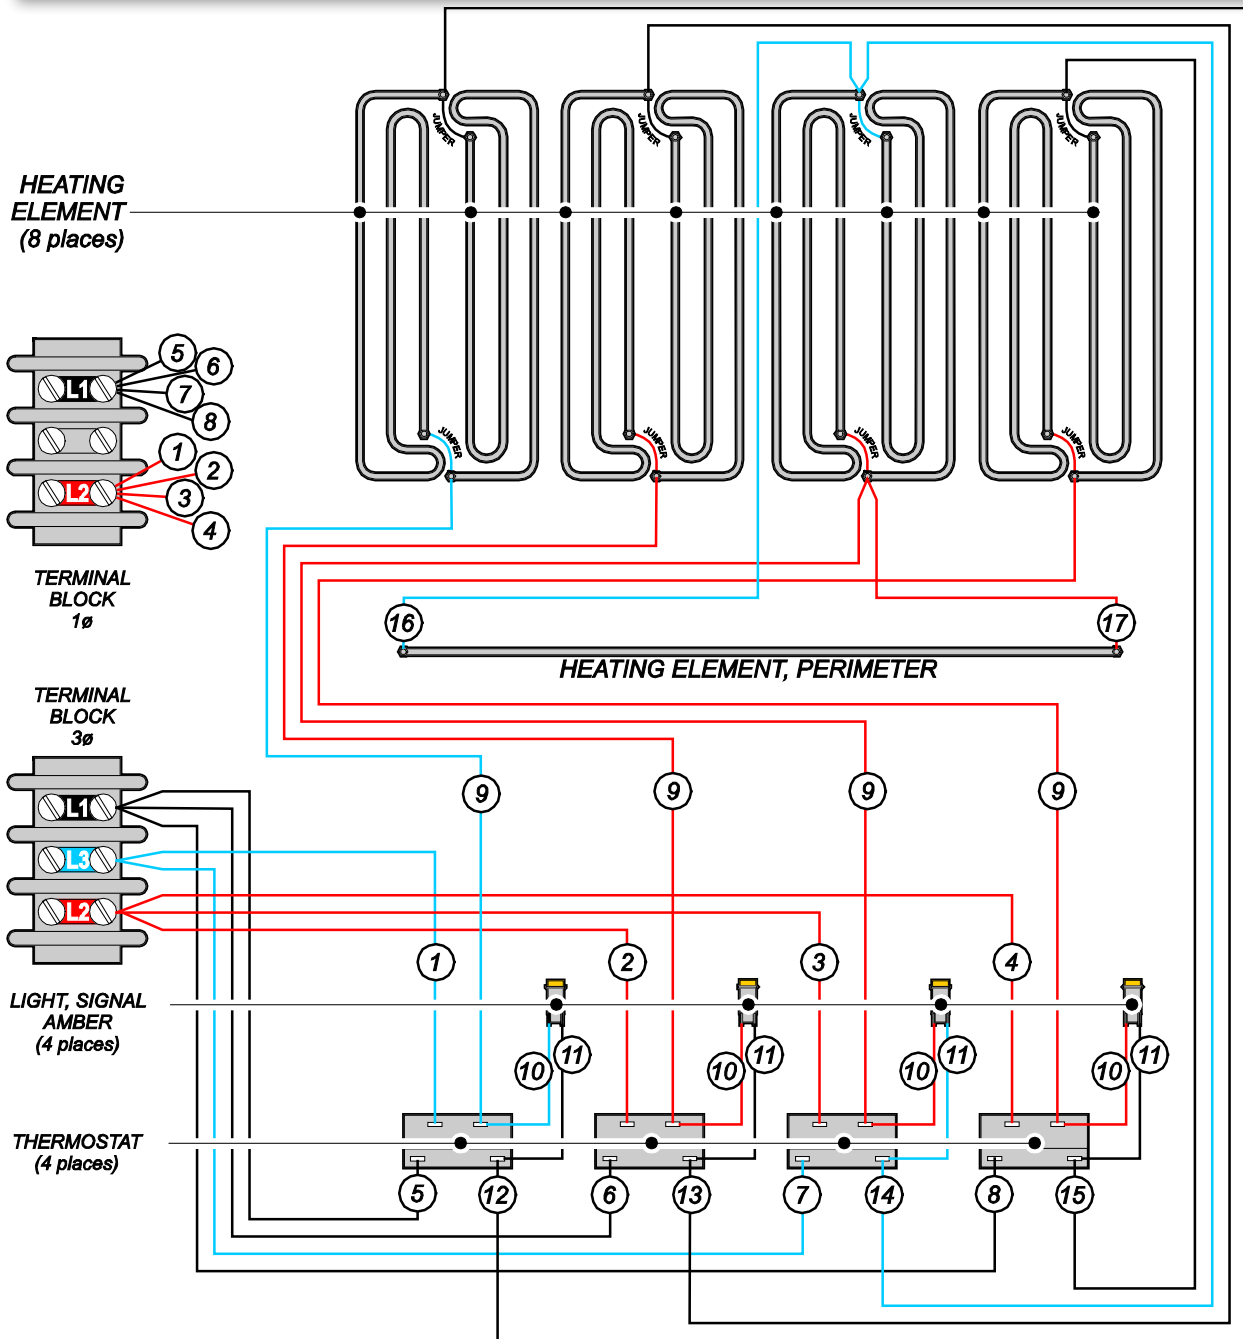 JUMPER
JUMPER
JUMPER
JUMPER
HEATING
ELEMENT
(8 places)
5
6
L1
7
8
1
2
L2
3
4
JUMPER
JUMPER
JUMPER
JUMPER
TERMINAL
BLOCK
1ø
16
17
HEATING ELEMENT, PERIMETER
TERMINAL
BLOCK
3ø
L1
L3
L2
9
9
9
9
1
2
3
4
LIGHT, SIGNAL
AMBER
(4 places)
10
11
10
11
10
11
10
11
THERMOSTAT
(4 places)
5
12
6
13
7
14
8
15